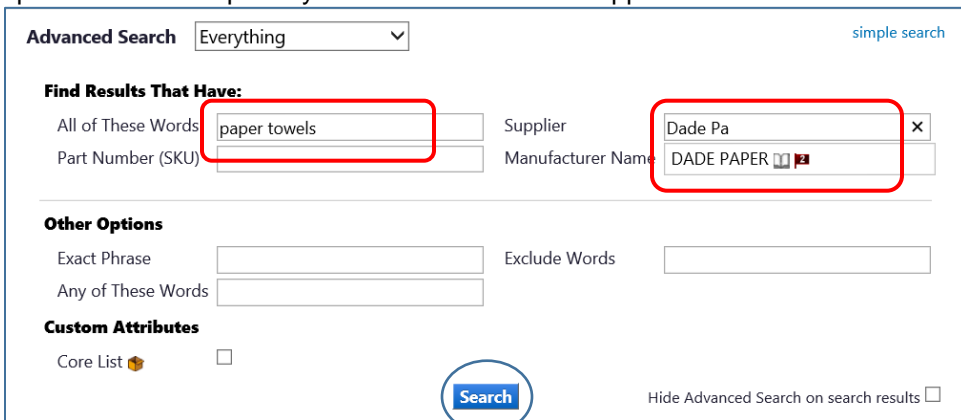 Advanced Search Everything simple search
Find Results That Have:
All of These Words paper towels Supplier Dade Pa ×
Part Number (SKU) Manufacturer Name DADE PAPER 2
Other Options
Exact Phrase Exclude Words
Any of These Words
Custom Attributes
Core List
Search Hide Advanced Search on search results